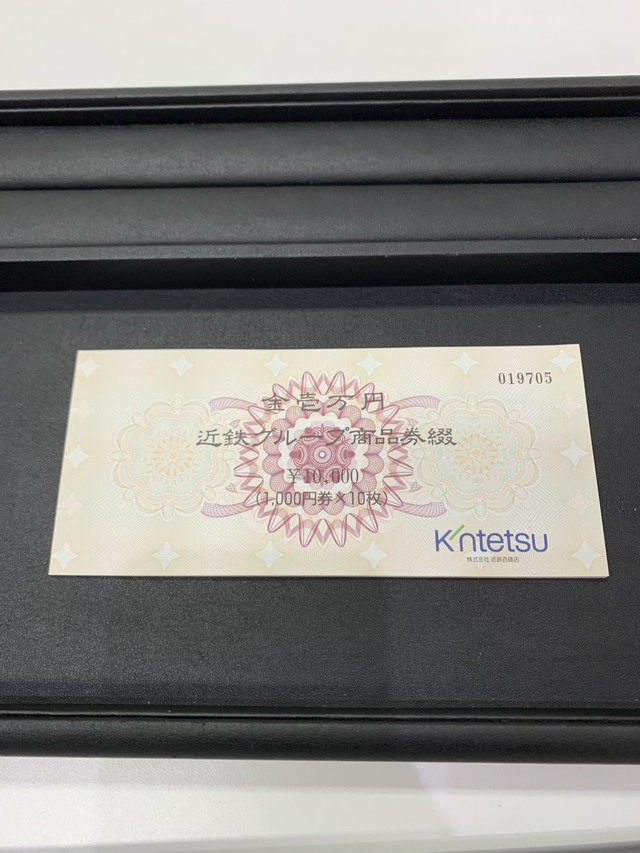 019705
金壱万円
近鉄グループ商品券綴
¥10,000
(1,000円券×10枚)
Kintetsu
株式会社 近鉄百貨店